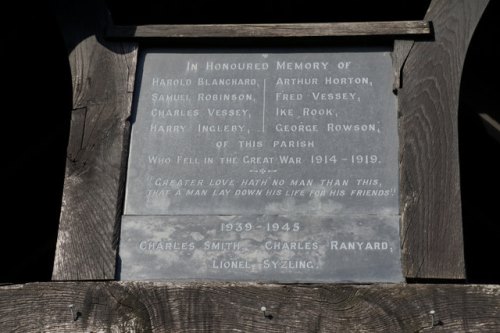 In Honoured Memory of
Harold Blanchard, Arthur Horton,
Samuel Robinson, Fred Vessey,
Charles Vessey, Ike Rook,
Harry Ingleby, George Rowson,
of this Parish
Who Fell in the Great War 1914-1919.
"Greater love hath no man than this,
that a man lay down his life for his friends"
1939-1945
Charles Smith. Charles Ranyard,
Lionel Syzling.